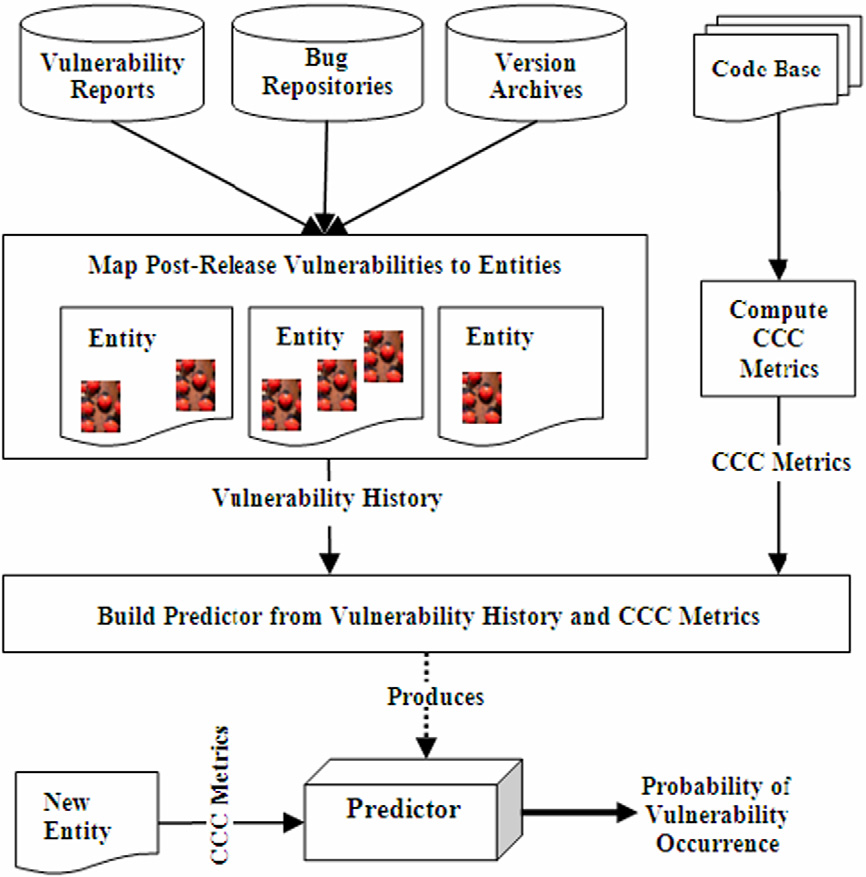 Vulnerability
Reports
Bug
Repositories
Version
Archives
Code Base
Map Post-Release Vulnerabilities to Entities
Entity
Entity
Entity
Compute
CCC
Metrics
Vulnerability History
CCC Metrics
Build Predictor from Vulnerability History and CCC Metrics
Produces
New
Entity
CCC Metrics
Predictor
Probability of
Vulnerability
Occurrence